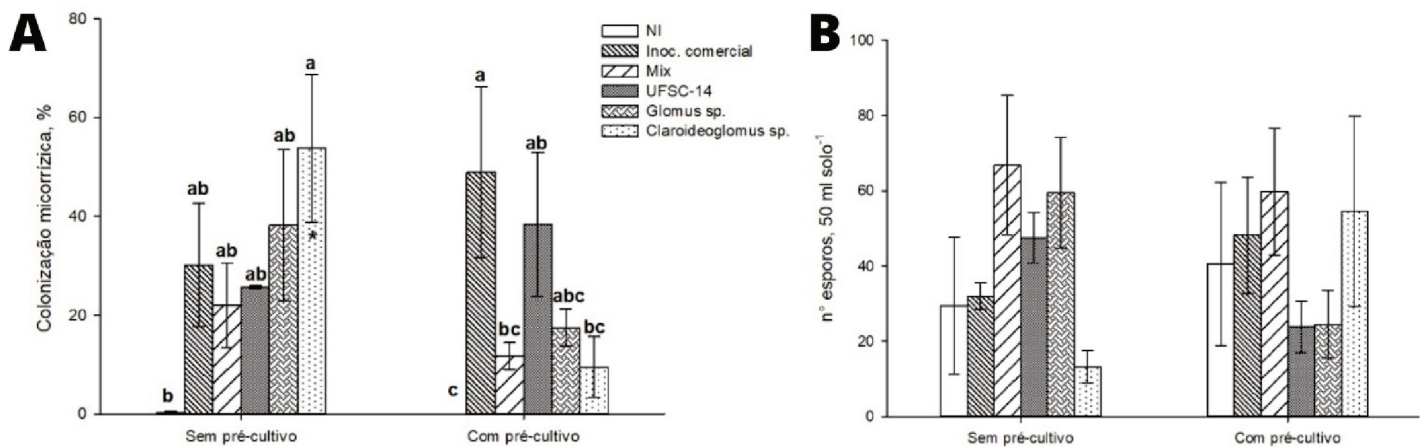 A
Colonização micorrízica, %
80
60
40
20
0
b
ab
ab
ab
ab
a
*
c
a
bc
ab
abc
bc
Sem pré-cultivo
Com pré-cultivo
NI
Inoc. comercial
Mix
UFSC-14
Glomus sp.
Claroideoglomus sp.
B
n° esporos, 50 ml solo⁻¹
100
80
60
40
20
0
Sem pré-cultivo
Com pré-cultivo